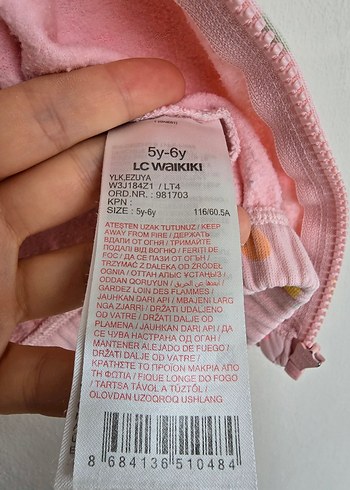 5y-6y
LC WAIKIKI
YLK,EZUYA
W3J184Z1 / LT4
ORD.NR. : 981703
KPN :
SIZE : 5y-6y 116/60.5A
ATEŞTEN UZAK TUTUNUZ / KEEP
AWAY FROM FIRE / ДЕРЖАТЬ
ВДАЛИ ОТ ОГНЯ / ТРИМАЙТЕ
ПОДАЛІ ВІД ВОГНЮ / FERITI DE
FOC / ДА СЕ ПАЗИ ОТ ОГЪН /
TRZYMAĆ Z DALEKA OD ŹRÓDEŁ
OGNIA / ОТТАН АЛЫС ҰСТАҢЫЗ /
ODDAN QORUYUN /
GARDEZ LOIN DES FLAMMES /
JAUHKAN DARI API / MBAJENI LARG
NGA ZJARRI / DRŽATI UDALJENO
OD VATRE / DRŽATI DALJE OD
PLAMENA / JAUHKAN DARI API / ДА
СЕ ЧУВА НАСТРАНА ОД ОГАН /
MANTENER ALEJADO DE FUEGO /
DRŽATI DALJE OD VATRE /
ΚΡΑΤΗΣΤΕ ΤΟ ΠΡΟΪΟΝ ΜΑΚΡΙΑ ΑΠΟ
ΤΗ ΦΩΤΙΑ / FIQUE LONGE DO FOGO
/ TARTSA TÁVOL A TŰZTŐL /
OLOVDAN UZOQROQ USHLANG
8 684136 510484